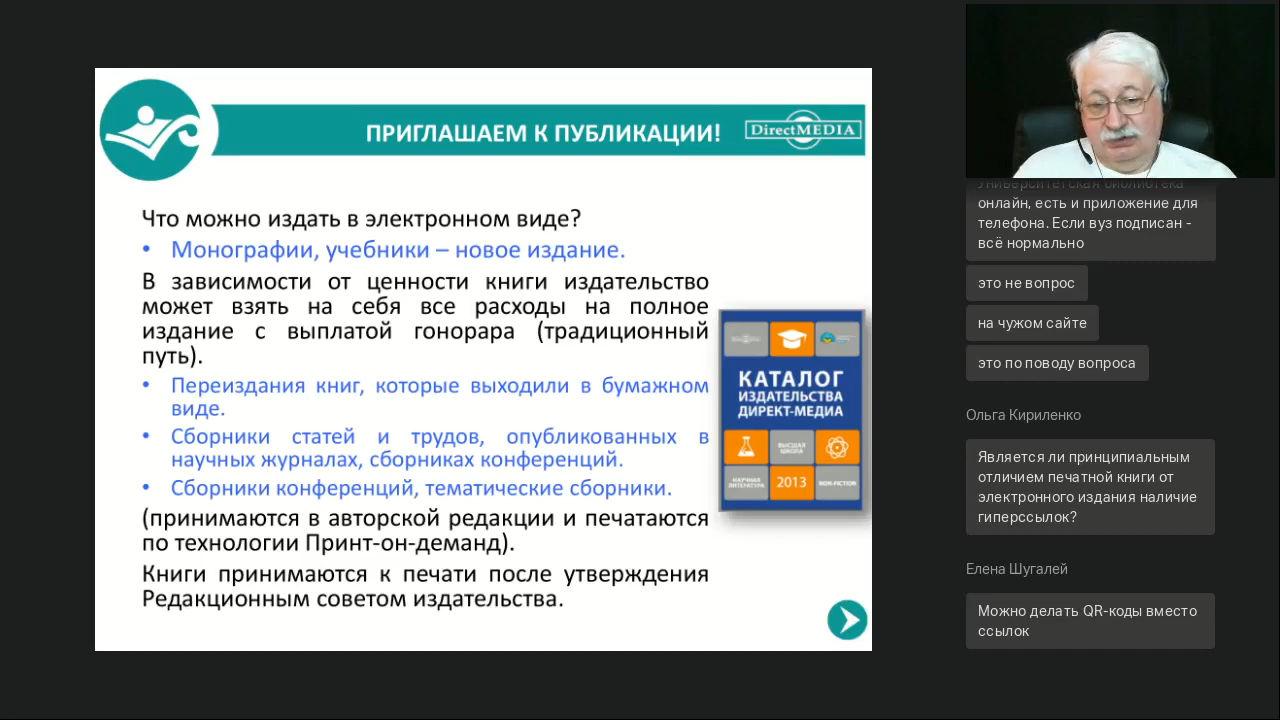 ПРИГЛАШАЕМ К ПУБЛИКАЦИИ!
DirectMEDIA
Что можно издать в электронном виде?
• Монографии, учебники – новое издание.
В зависимости от ценности книги издательство
может взять на себя все расходы на полное
издание с выплатой гонорара (традиционный
путь).
• Переиздания книг, которые выходили в бумажном
виде.
• Сборники статей и трудов, опубликованных в
научных журналах, сборниках конференций.
• Сборники конференций, тематические сборники.
(принимаются в авторской редакции и печатаются
по технологии Принт-он-деманд).
Книги принимаются к печати после утверждения
Редакционным советом издательства.
КАТАЛОГ
ИЗДАТЕЛЬСТВА
ДИРЕКТ-МЕДИА
ВЫСШАЯ
ШКОЛА
НАУЧНАЯ
ЛИТЕРАТУРА
2013
NON-FICTION
Университетская библиотека
онлайн, есть и приложение для
телефона. Если вуз подписан -
всё нормально
это не вопрос
на чужом сайте
это по поводу вопроса
Ольга Кириленко
Является ли принципиальным
отличием печатной книги от
электронного издания наличие
гиперссылок?
Елена Шугалей
Можно делать QR-коды вместо
ссылок